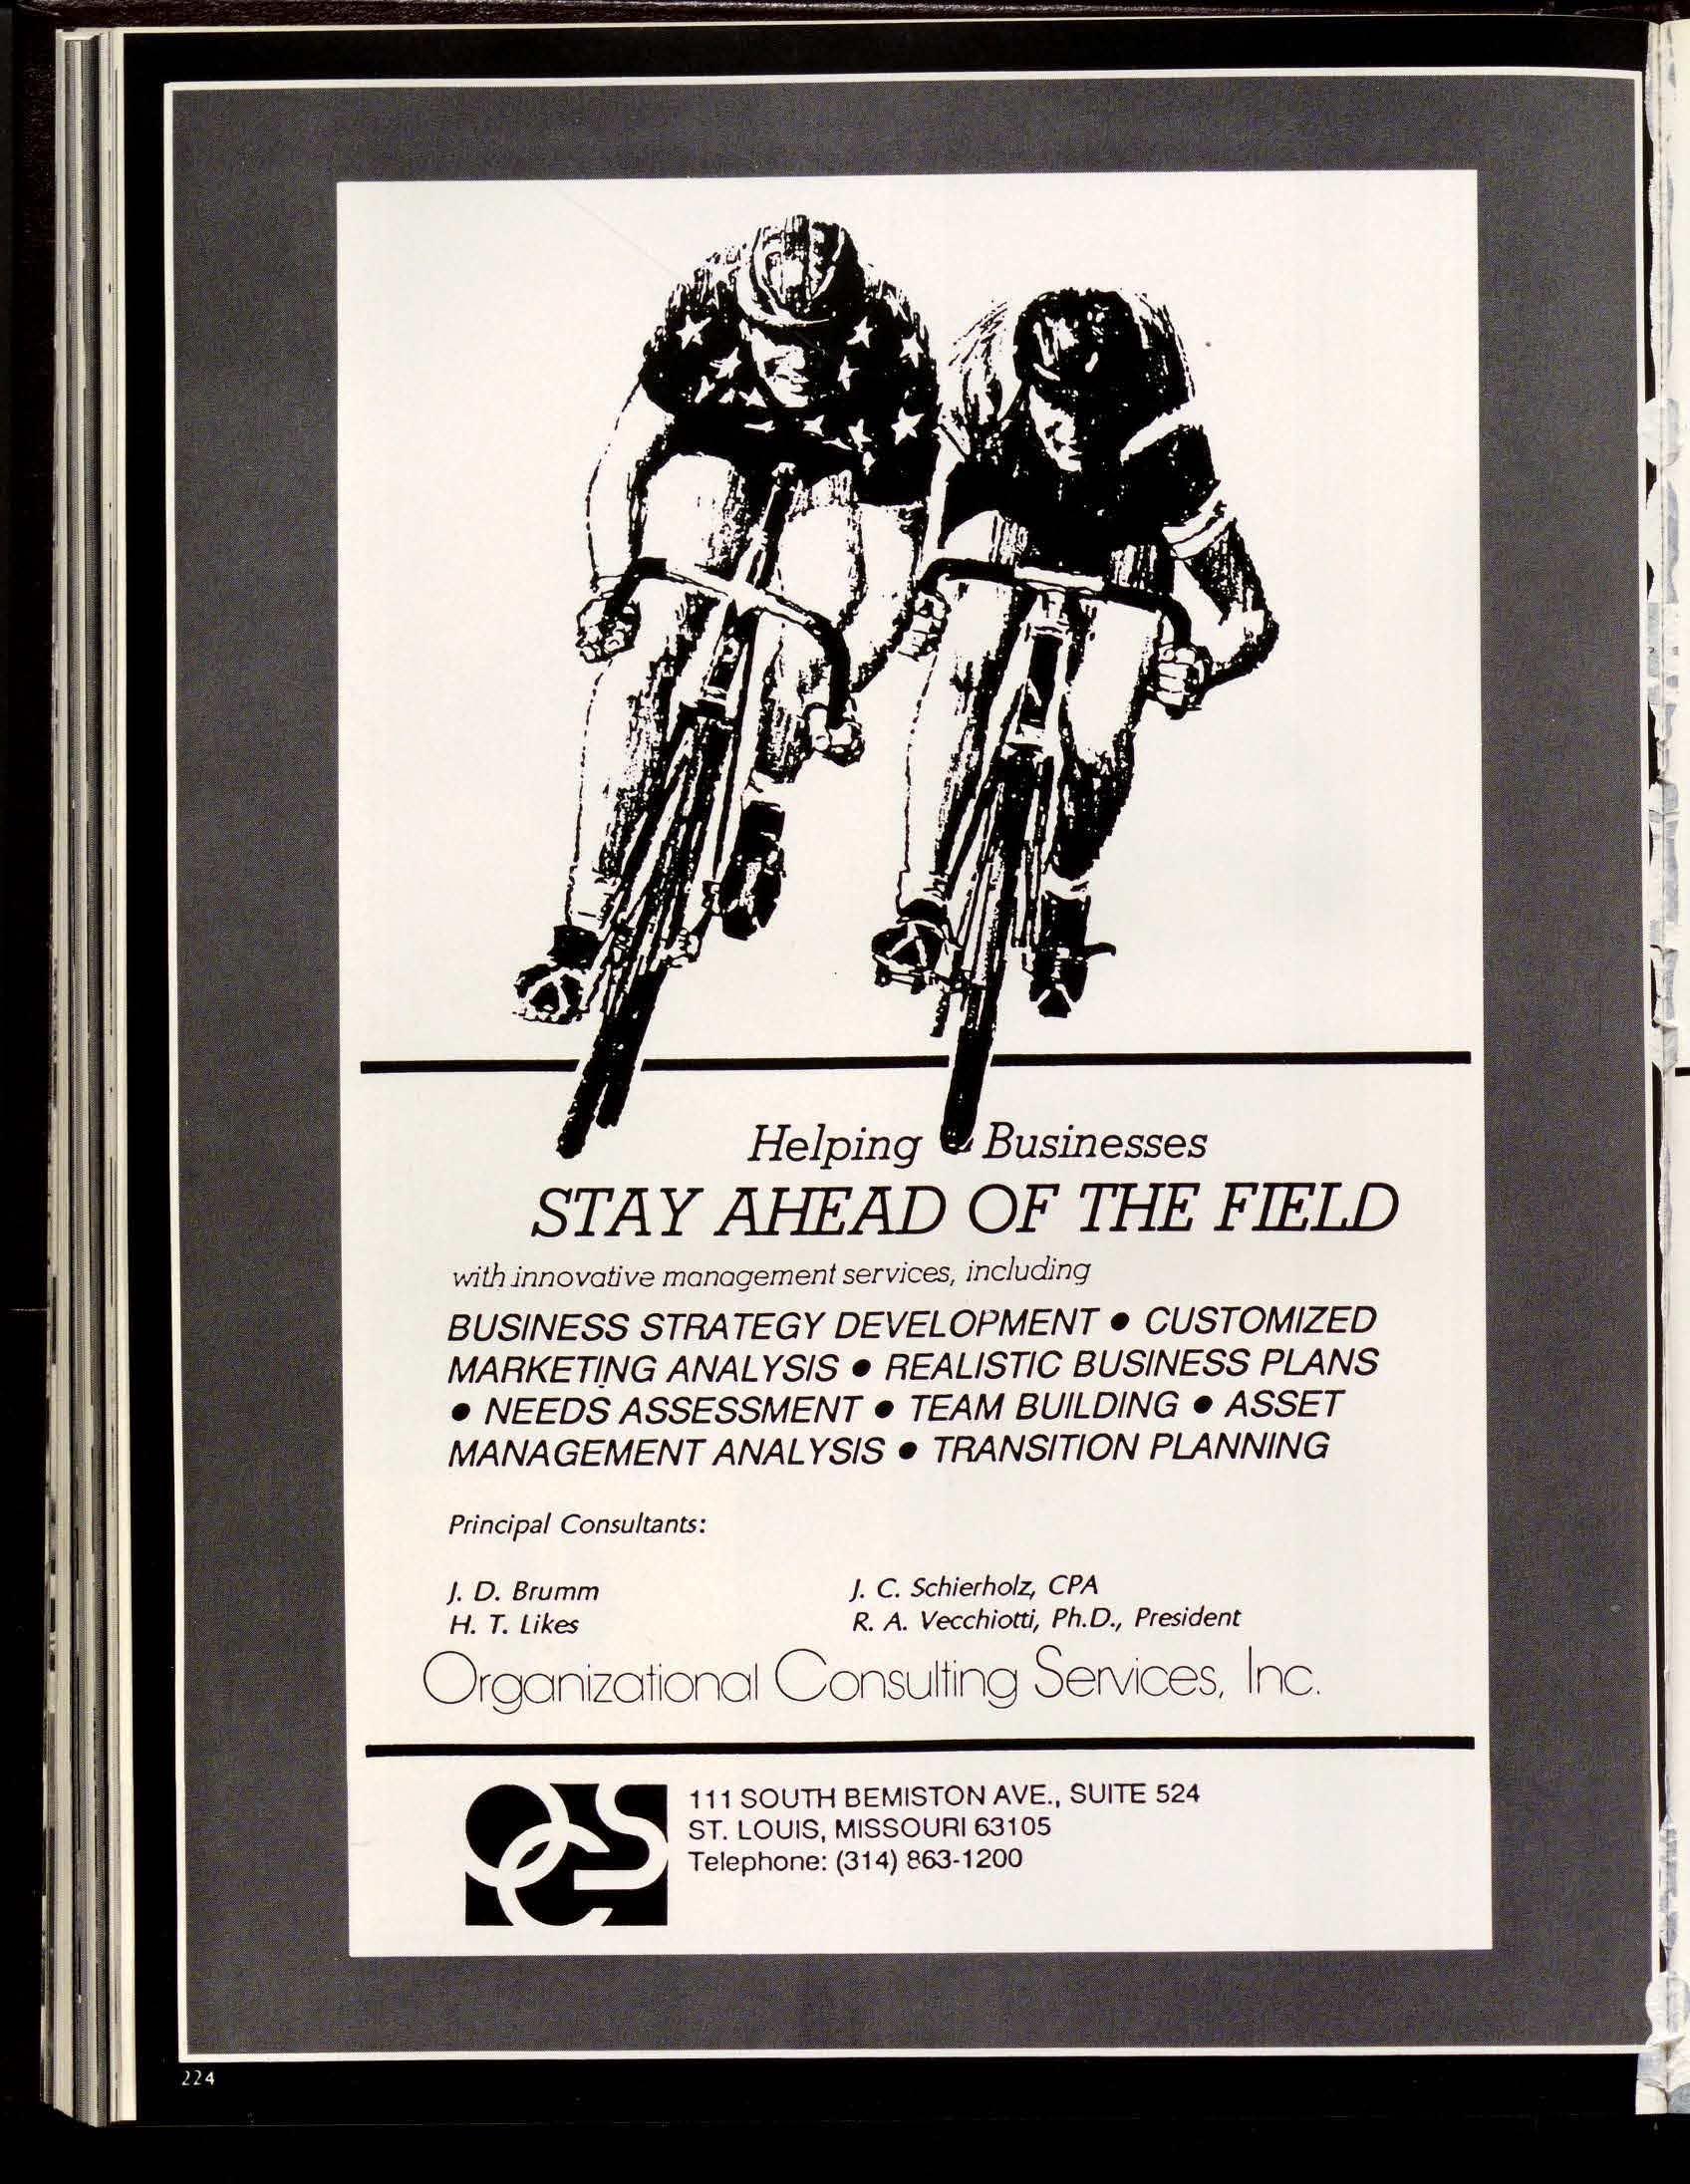 Helping Businesses
STAY AHEAD OF THE FIELD
with innovative management services, including
BUSINESS STRATEGY DEVELOPMENT • CUSTOMIZED
MARKETING ANALYSIS • REALISTIC BUSINESS PLANS
• NEEDS ASSESSMENT • TEAM BUILDING • ASSET
MANAGEMENT ANALYSIS • TRANSITION PLANNING
Principal Consultants:
J. D. Brumm
H. T. Likes
J. C. Schierholz, CPA
R. A. Vecchiotti, Ph.D., President
Organizational Consulting Services, Inc.
ocs
111 SOUTH BEMISTON AVE., SUITE 524
ST. LOUIS, MISSOURI 63105
Telephone: (314) 863-1200
224